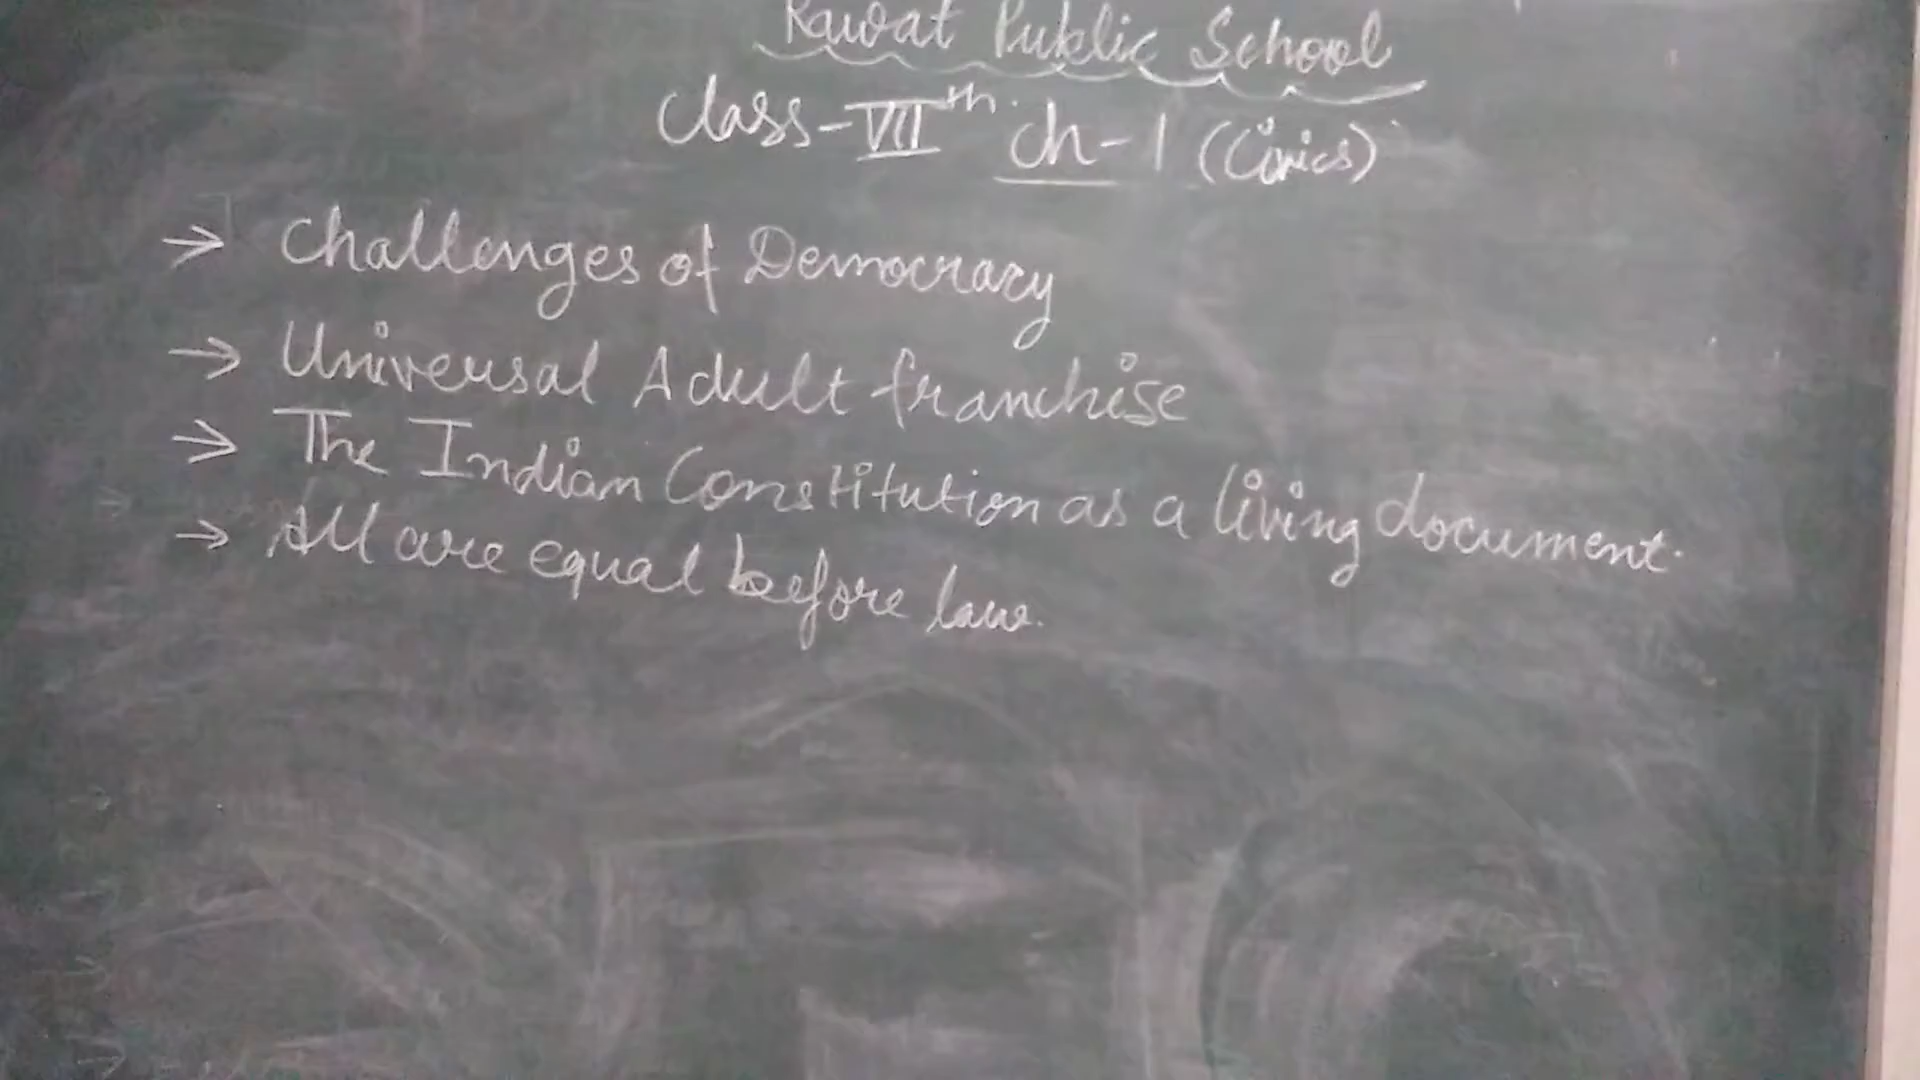 Rawat Public School
Class-VIIth. Ch-1 (Civics)
→ Challenges of Democracy
→ Universal Adult franchise
→ The Indian Constitution as a living document.
→ All are equal before law.